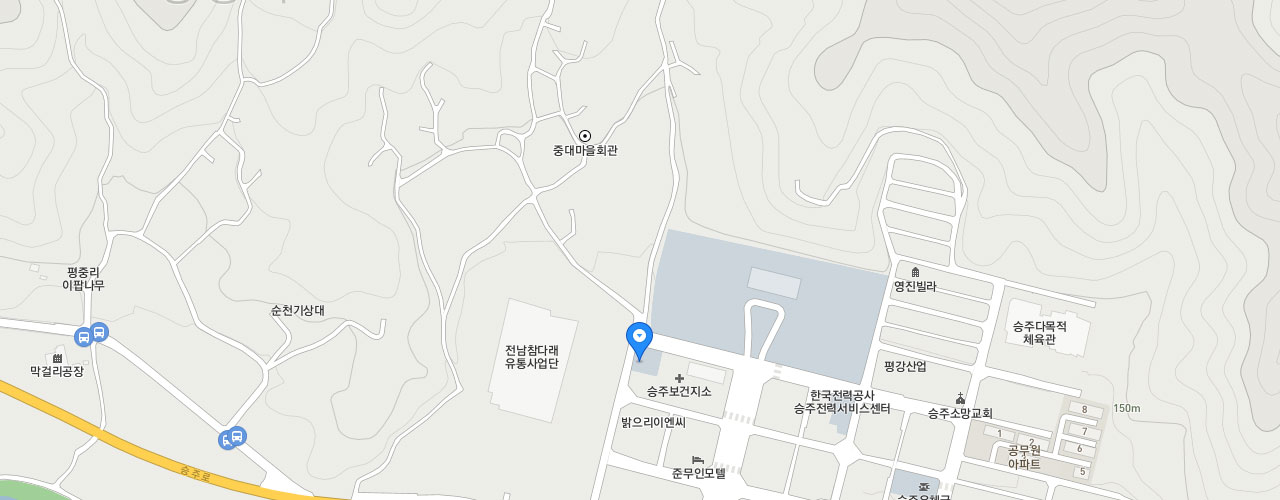 중대마을회관
평중리
이팝나무
영진빌라
순천기상대
승주다목적
체육관
전남참다래
유통사업단
막걸리공장
평강산업
승주보건지소
한국전력공사
승주전력서비스센터
승주소망교회
150m
밝으리이엔씨
8
7
6
5
1
2
공무원
아파트
승주로
준무인모텔
승주우체국